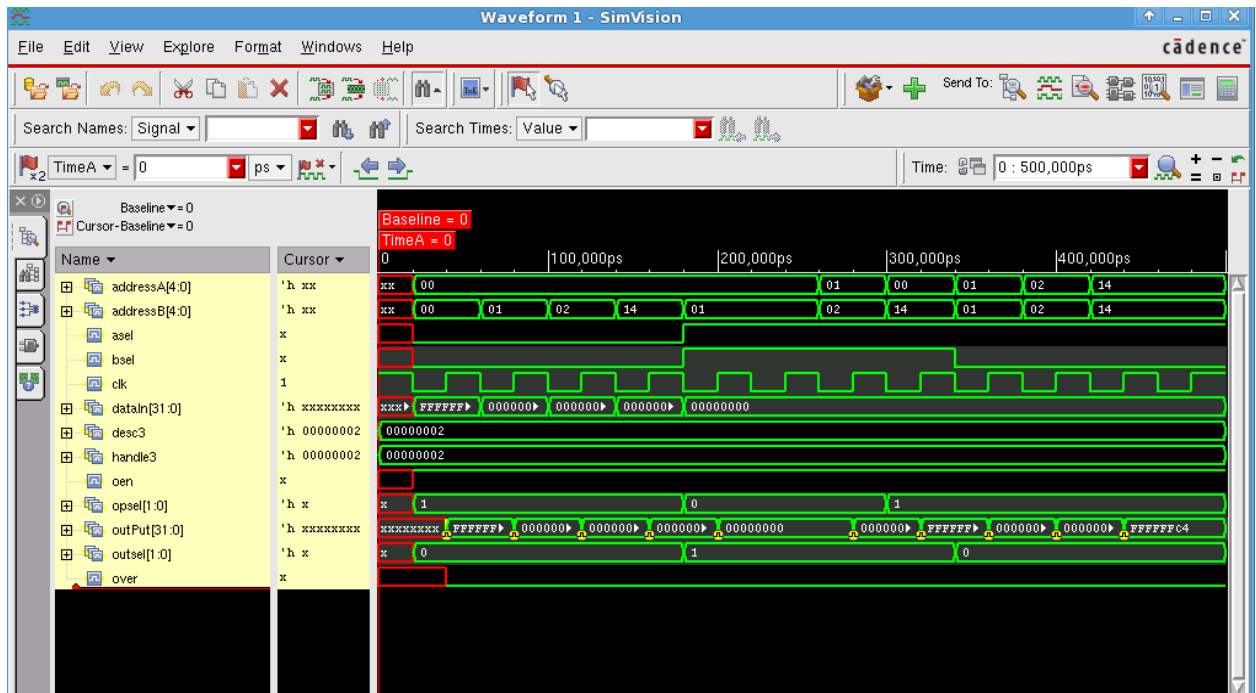 Waveform 1 - SimVision
File Edit View Explore Format Windows Help cādence
Send To:
Search Names: Signal Search Times: Value
x2 TimeA = 0 ps Time: 0 : 500,000ps
Baseline = 0
Cursor-Baseline = 0
Baseline = 0
TimeA = 0
Name Cursor 0 100,000ps 200,000ps 300,000ps 400,000ps
addressA[4:0] 'h xx xx 00 01 00 01 02 14
addressB[4:0] 'h xx xx 00 01 02 14 01 02 14 01 02 14
asel x
bsel x
clk 1
dataIn[31:0] 'h xxxxxxxx xxx FFFFFF 000000 000000 000000 00000000
desc3 'h 00000002 00000002
handle3 'h 00000002 00000002
oen x
opsel[1:0] 'h x x 1 0 1
outPut[31:0] 'h xxxxxxxx xxxxxxxx FFFFFF 000000 000000 000000 00000000 000000 FFFFFF 000000 000000 FFFFFFC4
outsel[1:0] 'h x x 0 1 0
over x